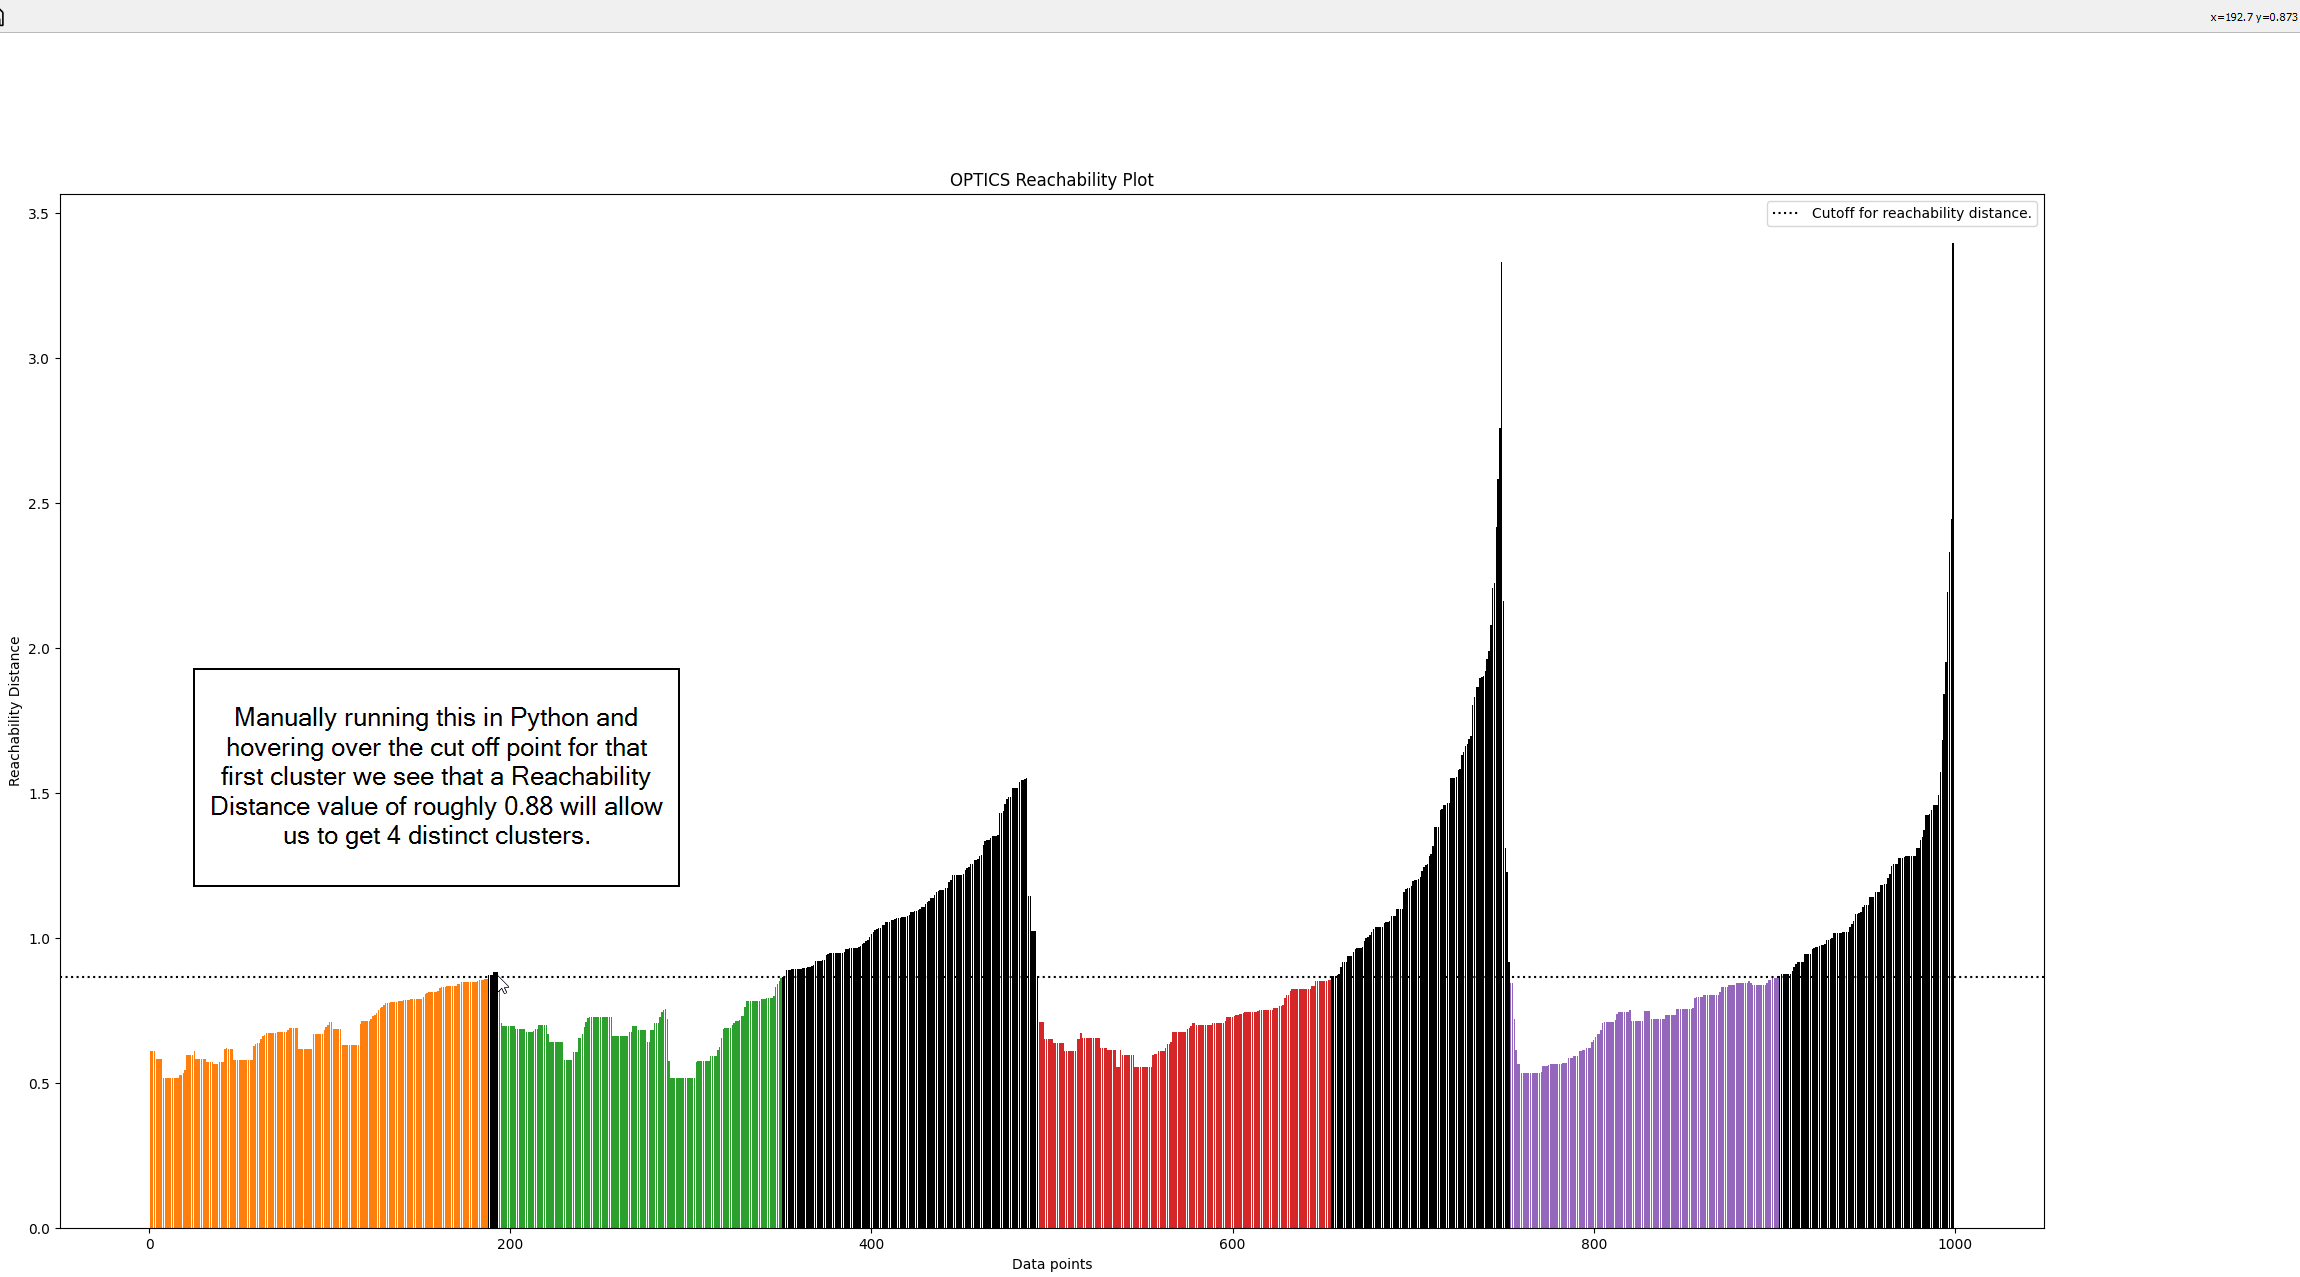 x=192.7 y=0.873
OPTICS Reachability Plot
Cutoff for reachability distance.
3.5
3.0
2.5
2.0
1.5
1.0
0.5
0.0
Reachability Distance
Manually running this in Python and
hovering over the cut off point for that
first cluster we see that a Reachability
Distance value of roughly 0.88 will allow
us to get 4 distinct clusters.
0
200
400
600
800
1000
Data points